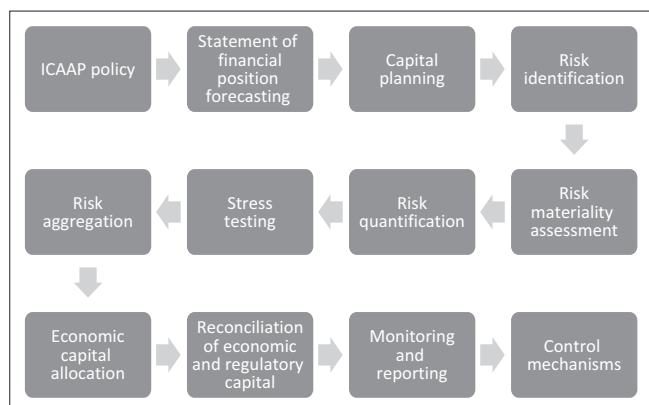 ICAAP policy
Statement of
financial
position
forecasting
Capital
planning
Risk
identification
Risk
materiality
assessment
Risk
quantification
Stress
testing
Risk
aggregation
Economic
capital
allocation
Reconciliation
of economic
and regulatory
capital
Monitoring
and
reporting
Control
mechanisms